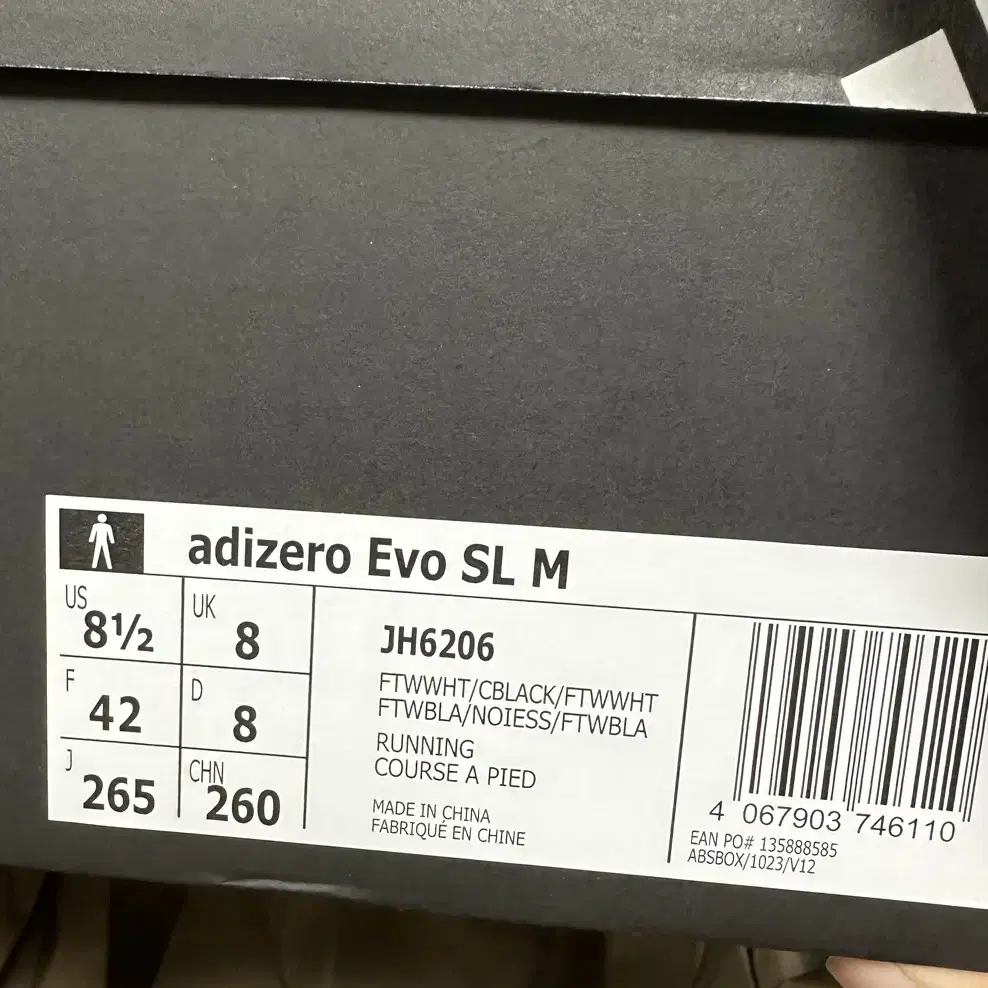 adizero Evo SL M
US 8½ UK 8
F 42 D 8
J 265 CHN 260
JH6206
FTWWHT/CBLACK/FTWWHT
FTWBLA/NOIESS/FTWBLA
RUNNING
COURSE A PIED
MADE IN CHINA
FABRIQUÉ EN CHINE
4 067903 746110
EAN PO# 135888585
ABSBOX/1023/V12